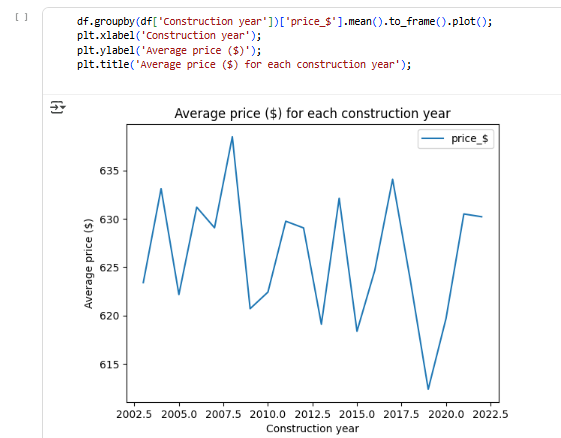 [ ]
df.groupby(df['Construction year'])['price_$'].mean().to_frame().plot();
plt.xlabel('Construction year');
plt.ylabel('Average price ($)');
plt.title('Average price ($) for each construction year');
Average price ($) for each construction year
price_$
635
630
625
620
615
Average price ($)
2002.5 2005.0 2007.5 2010.0 2012.5 2015.0 2017.5 2020.0 2022.5
Construction year